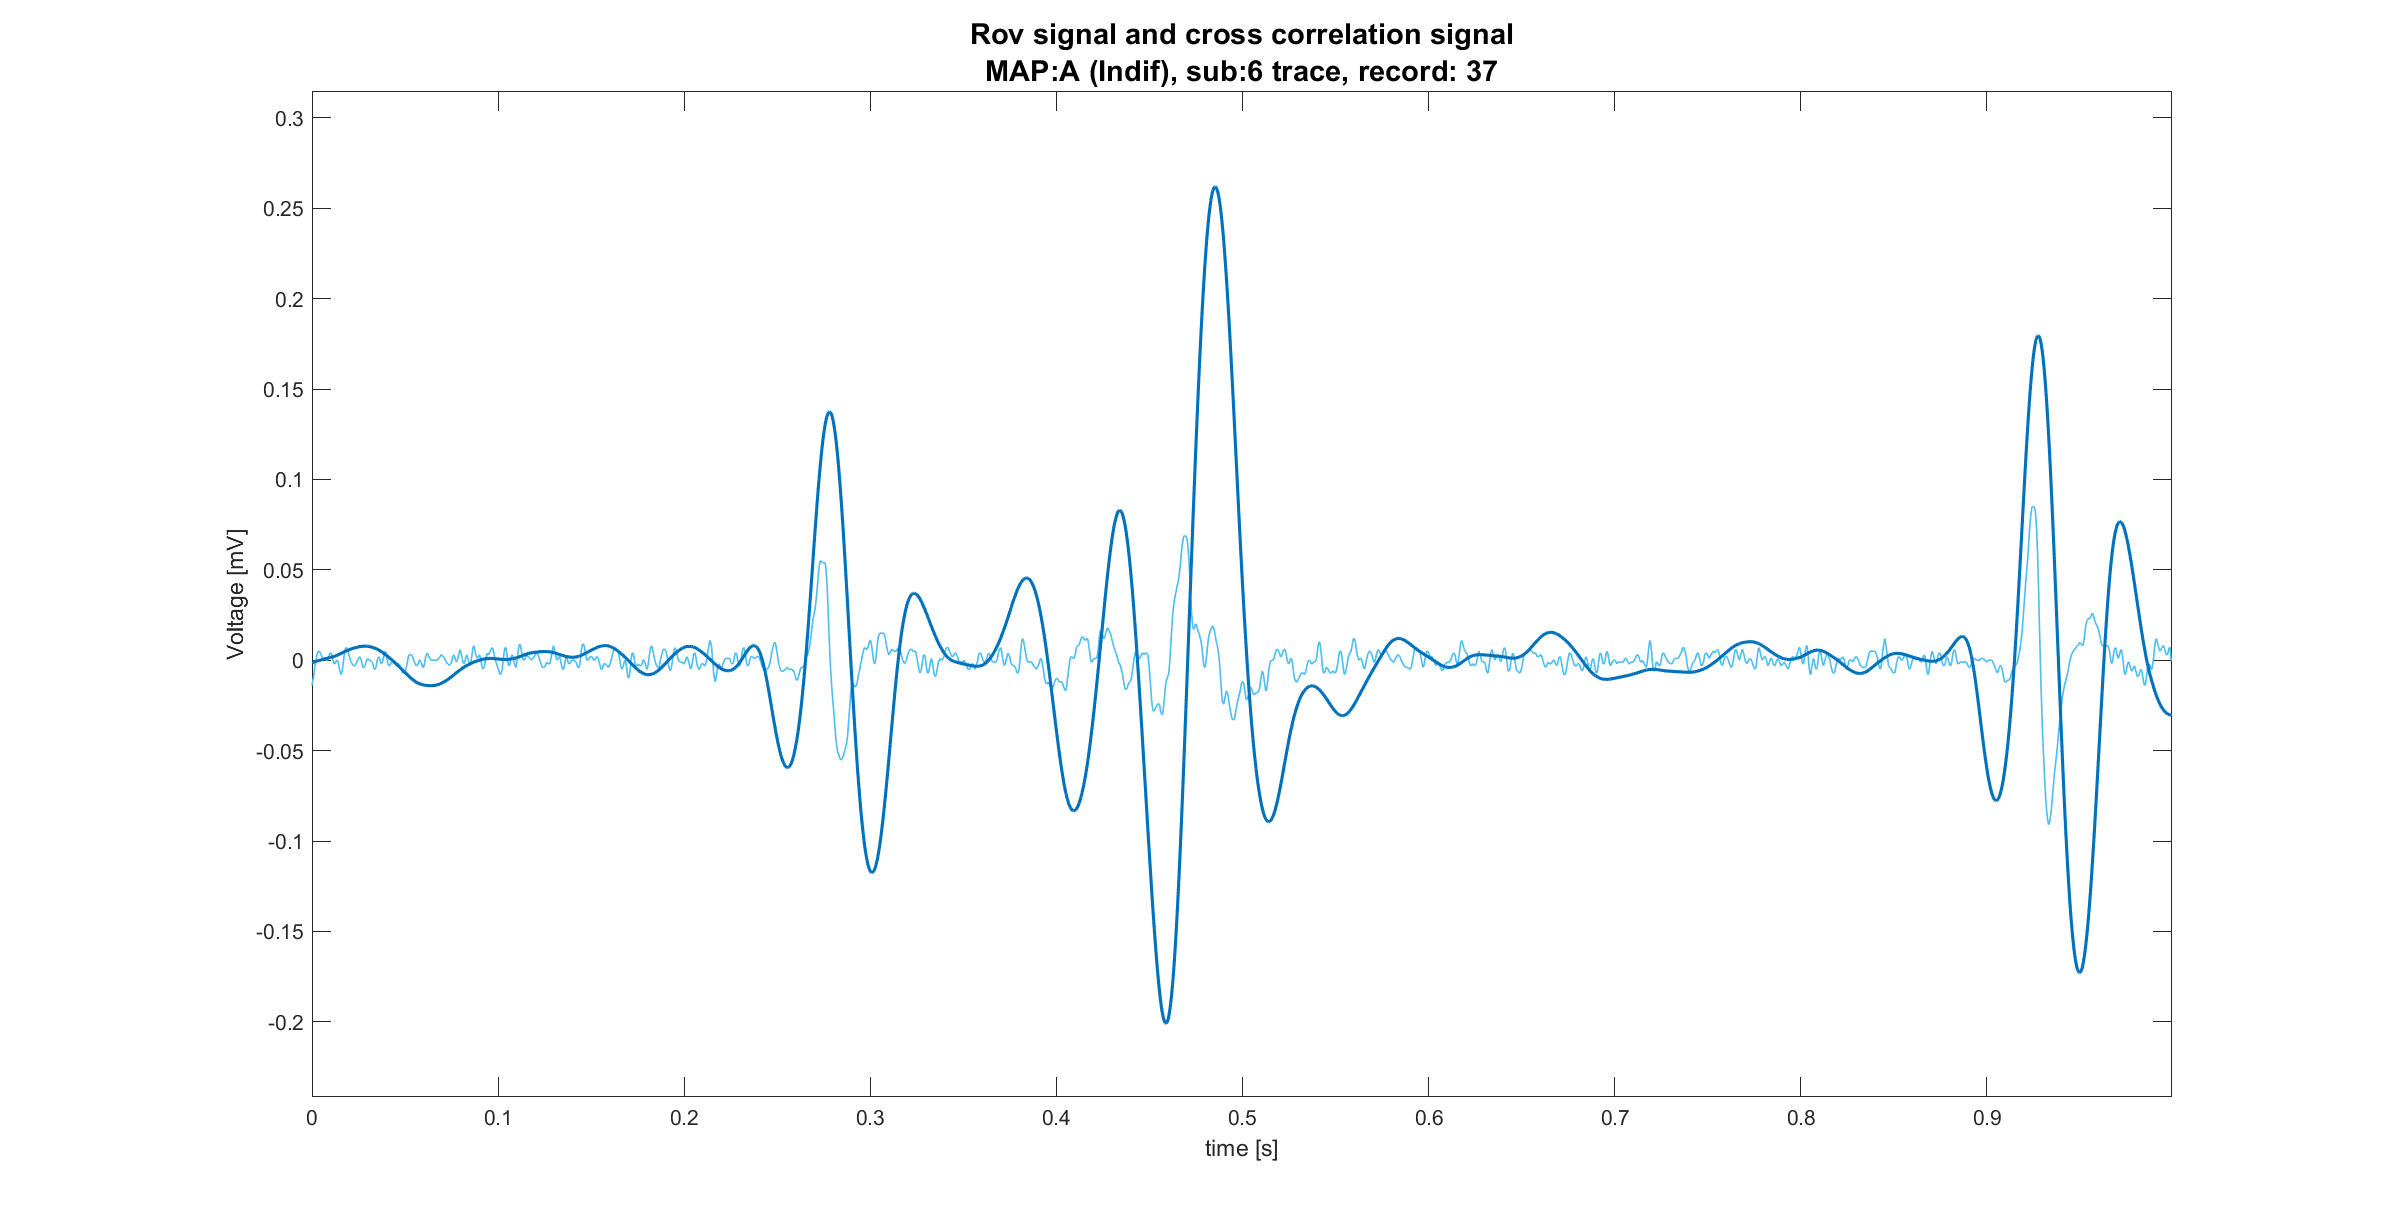 Rov signal and cross correlation signal
MAP:A (Indif), sub:6 trace, record: 37
0.3
0.25
0.2
0.15
0.1
0.05
0
-0.05
-0.1
-0.15
-0.2
Voltage [mV]
0 0.1 0.2 0.3 0.4 0.5 0.6 0.7 0.8 0.9
time [s]